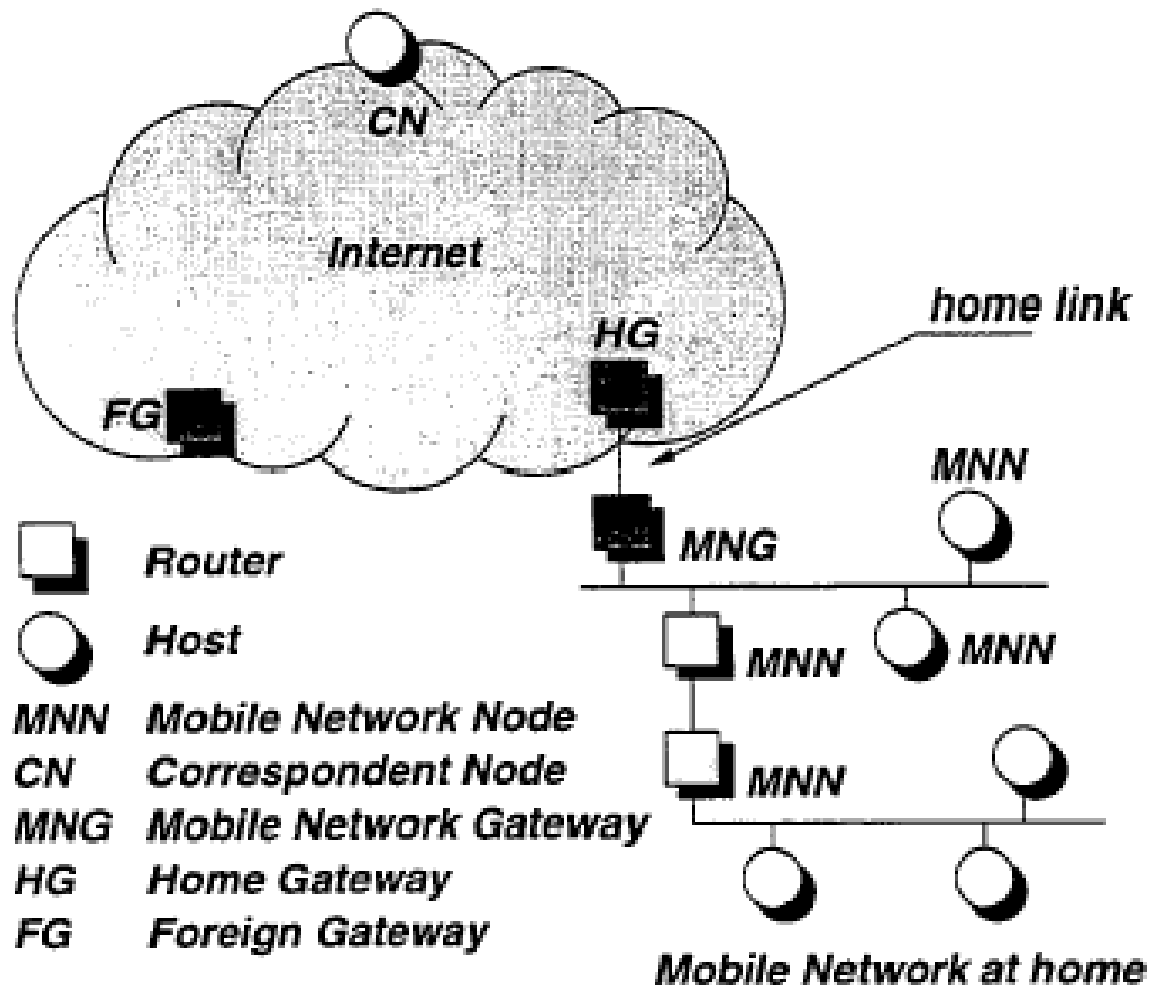 CN
Internet
home link
HG
FG
MNN
MNG
Router
Host
MNN
MNN
MNN
MNN Mobile Network Node
CN Correspondent Node
MNG Mobile Network Gateway
HG Home Gateway
FG Foreign Gateway
Mobile Network at home